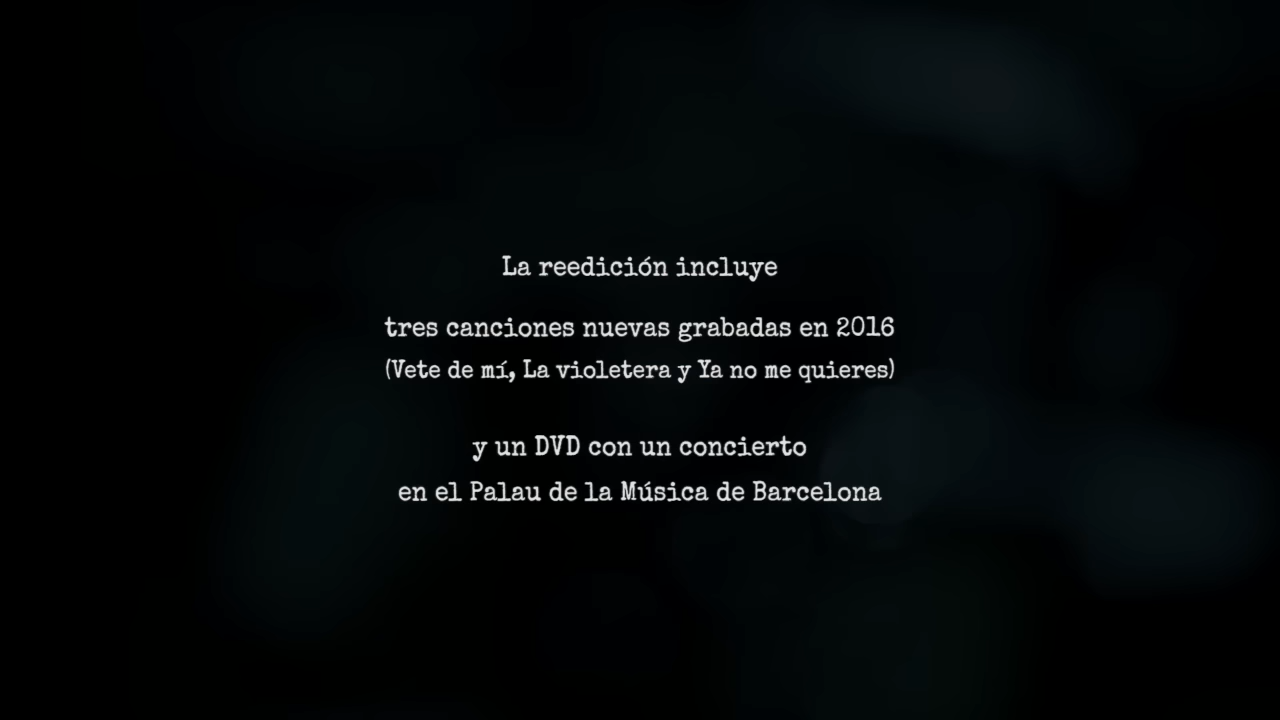 La reedición incluye
tres canciones nuevas grabadas en 2016
(Vete de mí, La violetera y Ya no me quieres)
y un DVD con un concierto
en el Palau de la Música de Barcelona